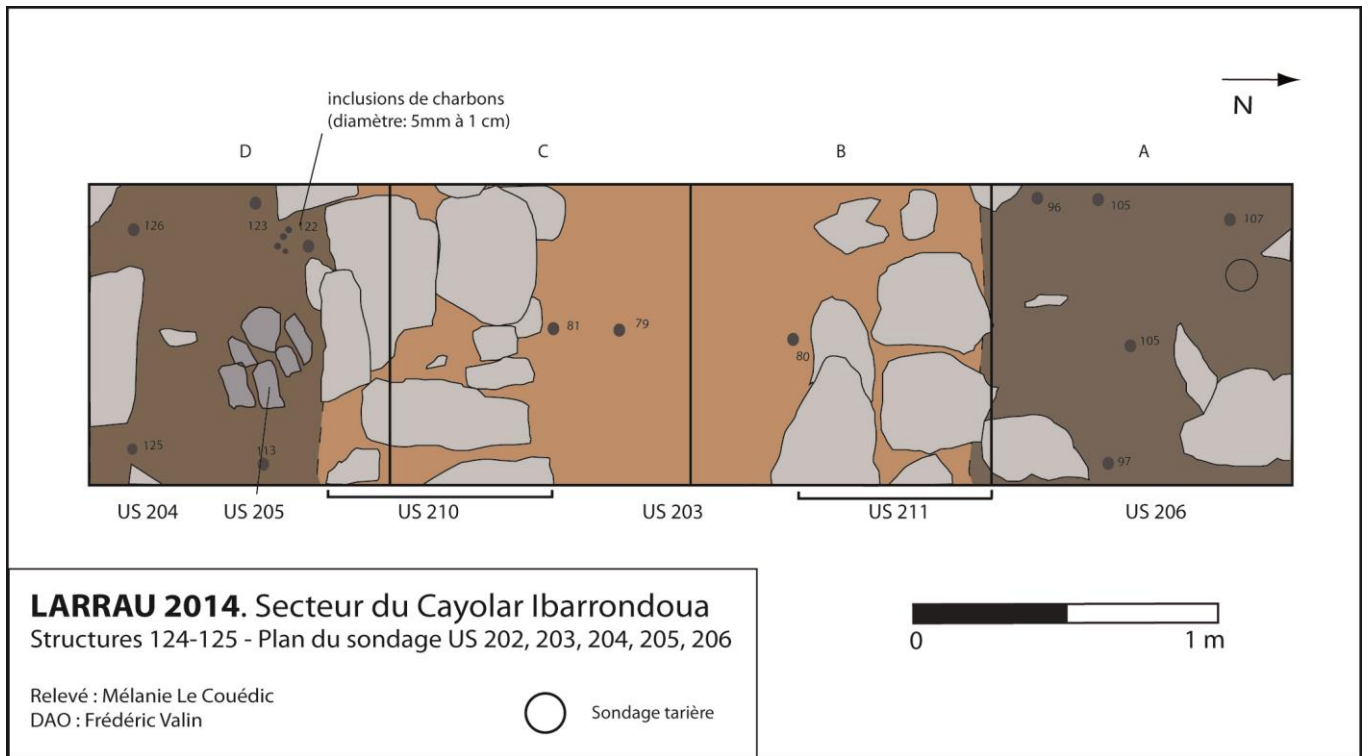 inclusions de charbons
(diamètre: 5mm à 1 cm)
N
D
C
B
A
126
123
122
96
105
107
81
79
80
105
125
113
97
US 204
US 205
US 210
US 203
US 211
US 206
LARRAU 2014. Secteur du Cayolar Ibarrondoua
Structures 124-125 - Plan du sondage US 202, 203, 204, 205, 206
Relevé : Mélanie Le Couédic
DAO : Frédéric Valin
Sondage tarière
0
1 m